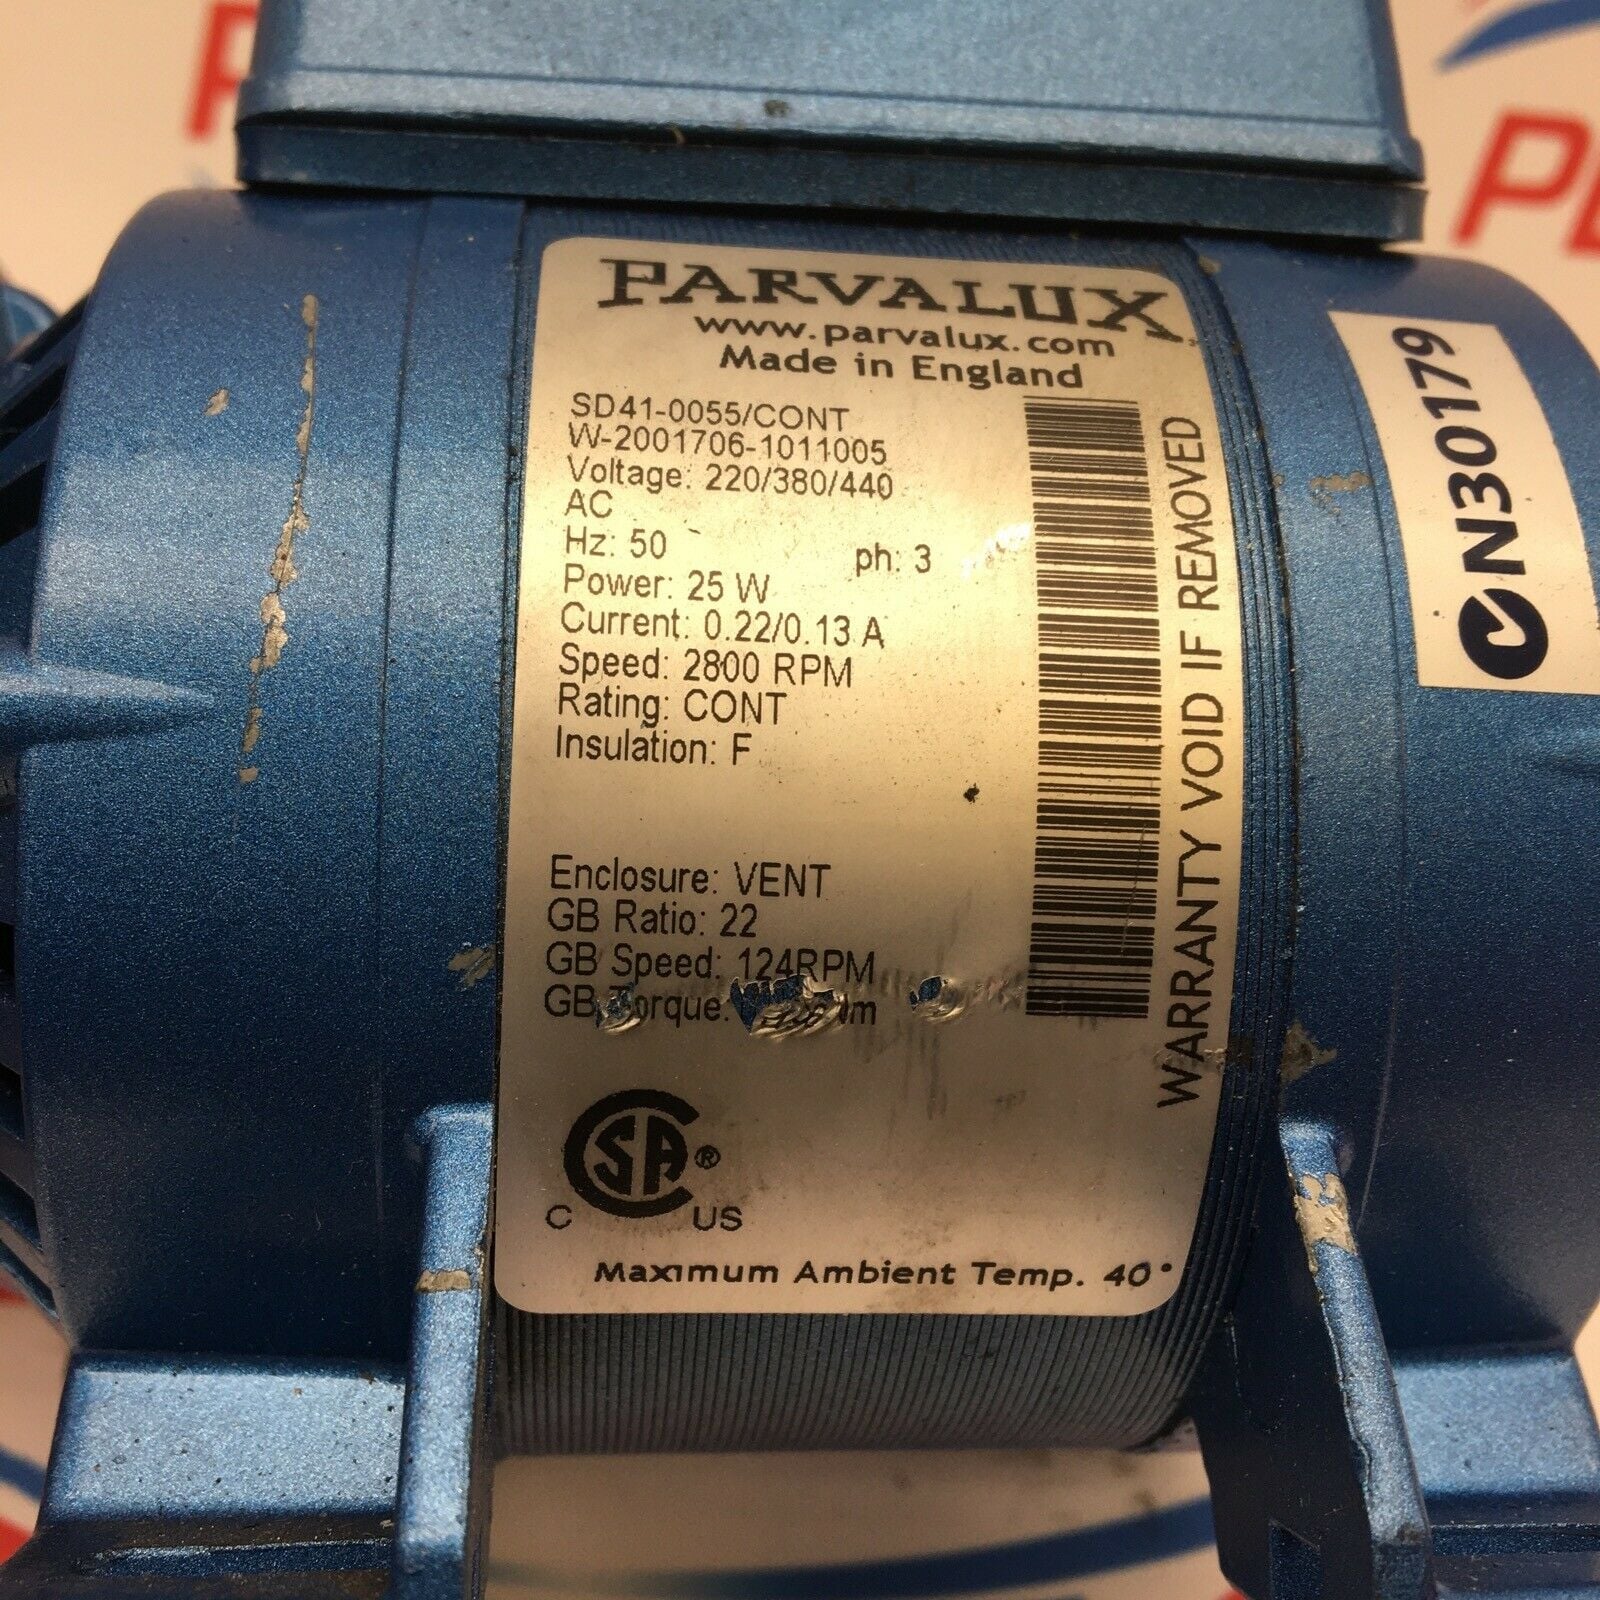 PARVALUX
www.parvalux.com
Made in England
SD41-0055/CONT
W-2001706-1011005
Voltage: 220/380/440
AC
Hz: 50 ph: 3
Power: 25 W
Current: 0.22/0.13 A
Speed: 2800 RPM
Rating: CONT
Insulation: F
Enclosure: VENT
GB Ratio: 22
GB Speed: 124RPM
GB Torque:
WARRANTY VOID IF REMOVED
CSA®
C US
Maximum Ambient Temp. 40°
N30179